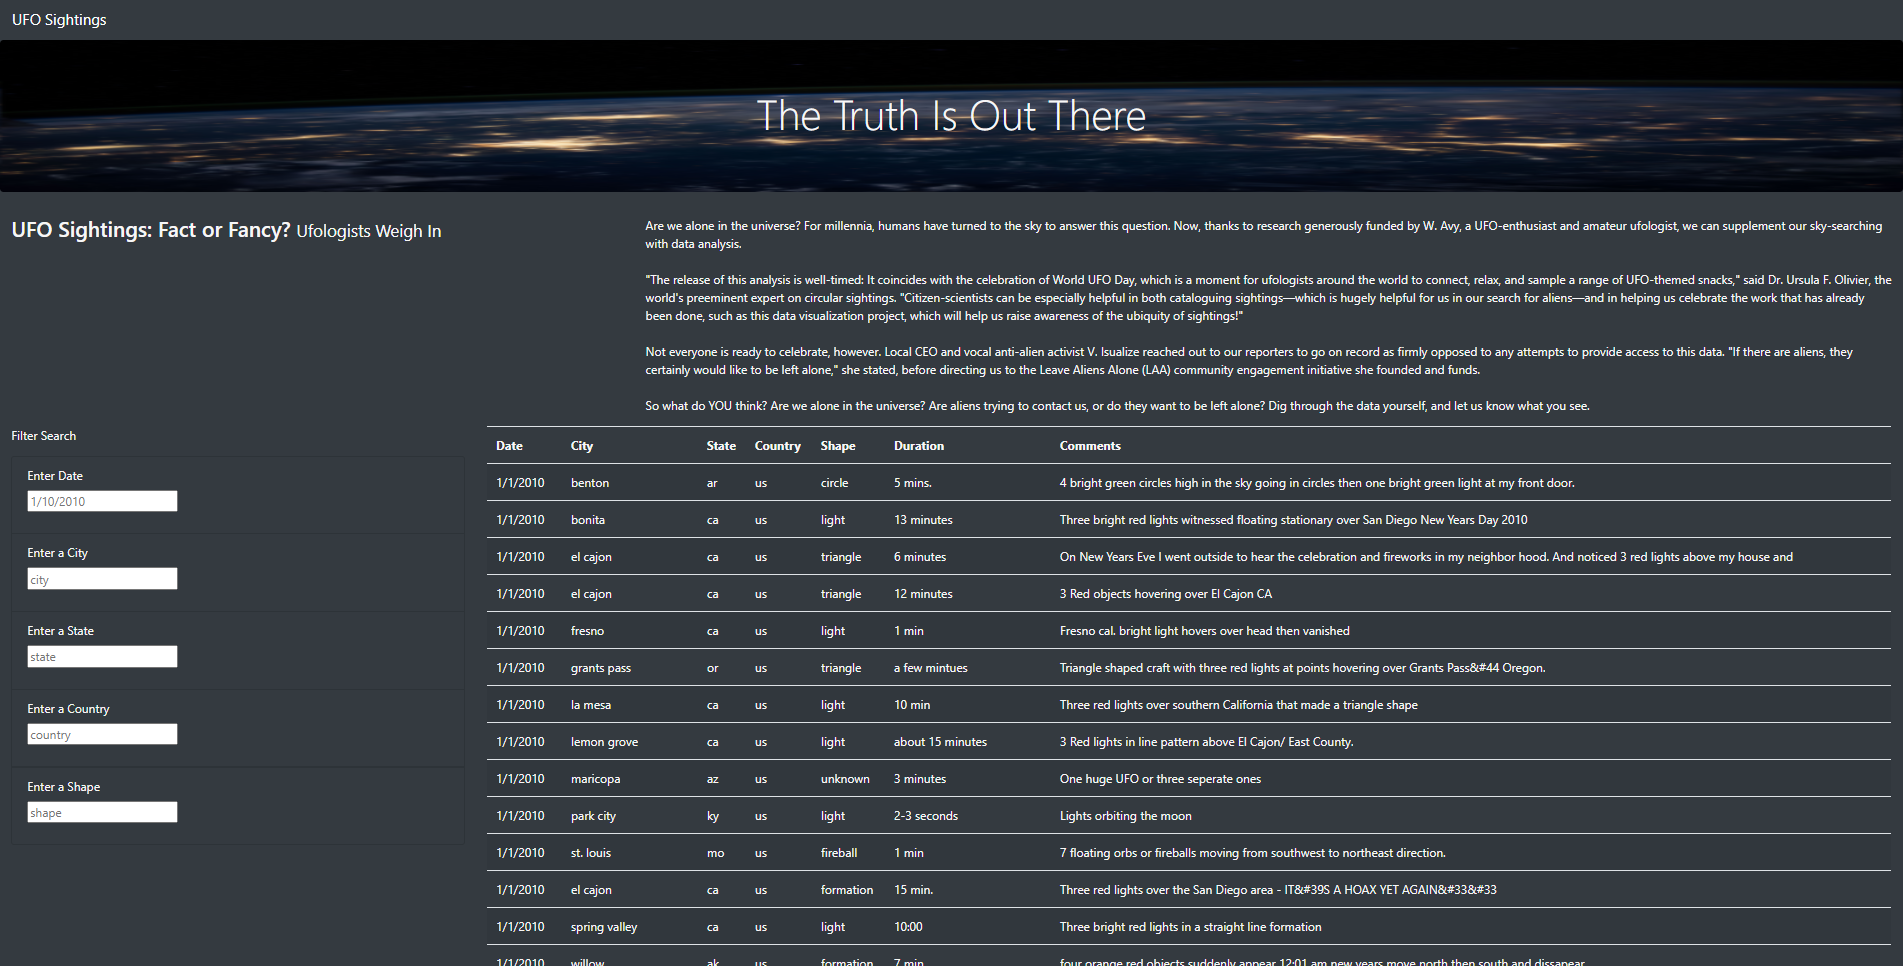 UFO Sightings
The Truth Is Out There
UFO Sightings: Fact or Fancy? Ufologists Weigh In
Are we alone in the universe? For millennia, humans have turned to the sky to answer this question. Now, thanks to research generously funded by W. Avy, a UFO-enthusiast and amateur ufologist, we can supplement our sky-searching
with data analysis.
"The release of this analysis is well-timed: It coincides with the celebration of World UFO Day, which is a moment for ufologists around the world to connect, relax, and sample a range of UFO-themed snacks," said Dr. Ursula F. Olivier, the
world's preeminent expert on circular sightings. "Citizen-scientists can be especially helpful in both cataloguing sightings—which is hugely helpful for us in our search for aliens—and in helping us celebrate the work that has already
been done, such as this data visualization project, which will help us raise awareness of the ubiquity of sightings!"
Not everyone is ready to celebrate, however. Local CEO and vocal anti-alien activist V. Isualize reached out to our reporters to go on record as firmly opposed to any attempts to provide access to this data. "If there are aliens, they
certainly would like to be left alone," she stated, before directing us to the Leave Aliens Alone (LAA) community engagement initiative she founded and funds.
So what do YOU think? Are we alone in the universe? Are aliens trying to contact us, or do they want to be left alone? Dig through the data yourself, and let us know what you see.
Filter Search
Enter Date
1/10/2010
Enter a City
city
Enter a State
state
Enter a Country
country
Enter a Shape
shape
Date City State Country Shape Duration Comments
1/1/2010 benton ar us circle 5 mins. 4 bright green circles high in the sky going in circles then one bright green light at my front door.
1/1/2010 bonita ca us light 13 minutes Three bright red lights witnessed floating stationary over San Diego New Years Day 2010
1/1/2010 el cajon ca us triangle 6 minutes On New Years Eve I went outside to hear the celebration and fireworks in my neighbor hood. And noticed 3 red lights above my house and
1/1/2010 el cajon ca us triangle 12 minutes 3 Red objects hovering over El Cajon CA
1/1/2010 fresno ca us light 1 min Fresno cal. bright light hovers over head then vanished
1/1/2010 grants pass or us triangle a few mintues Triangle shaped craft with three red lights at points hovering over Grants Pass&#44 Oregon.
1/1/2010 la mesa ca us light 10 min Three red lights over southern California that made a triangle shape
1/1/2010 lemon grove ca us light about 15 minutes 3 Red lights in line pattern above El Cajon/ East County.
1/1/2010 maricopa az us unknown 3 minutes One huge UFO or three seperate ones
1/1/2010 park city ky us light 2-3 seconds Lights orbiting the moon
1/1/2010 st. louis mo us fireball 1 min 7 floating orbs or fireballs moving from southwest to northeast direction.
1/1/2010 el cajon ca us formation 15 min. Three red lights over the San Diego area - IT&#39S A HOAX YET AGAIN&#33&#33
1/1/2010 spring valley ca us light 10:00 Three bright red lights in a straight line formation
1/1/2010 willow ak us formation 7 min four orange red objects suddenly appear 12:01 am new years move north then south and dissapear